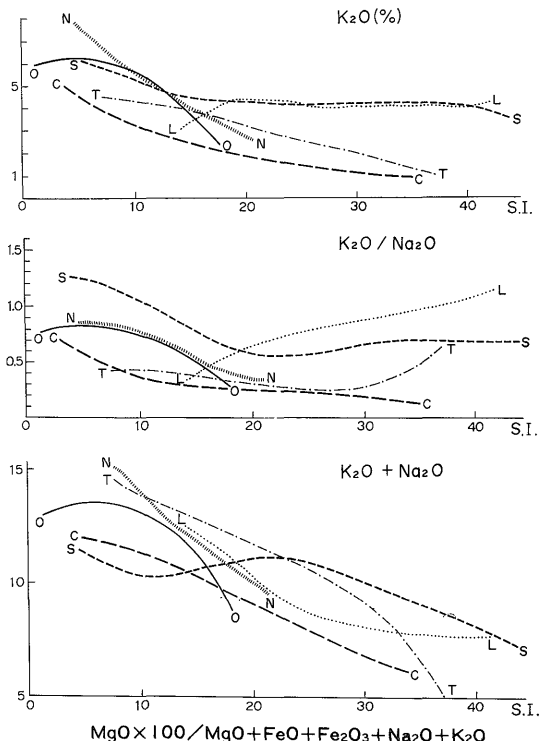 K₂O (%)
N
O
S
C
T
5
L
L
S
N
O
1
C
T
0
10
20
30
40
S.I.
K₂O / Na₂O
1.5
S
L
1.0
N
O
C
S
T
0.5
T
L
N
O
C
0
10
20
30
40
S.I.
K₂O + Na₂O
15
N
T
O
L
C
S
10
N
O
L
S
C
T
5
0
10
20
30
40
S.I.
MgO×100/MgO+FeO+Fe₂O₃+Na₂O+K₂O